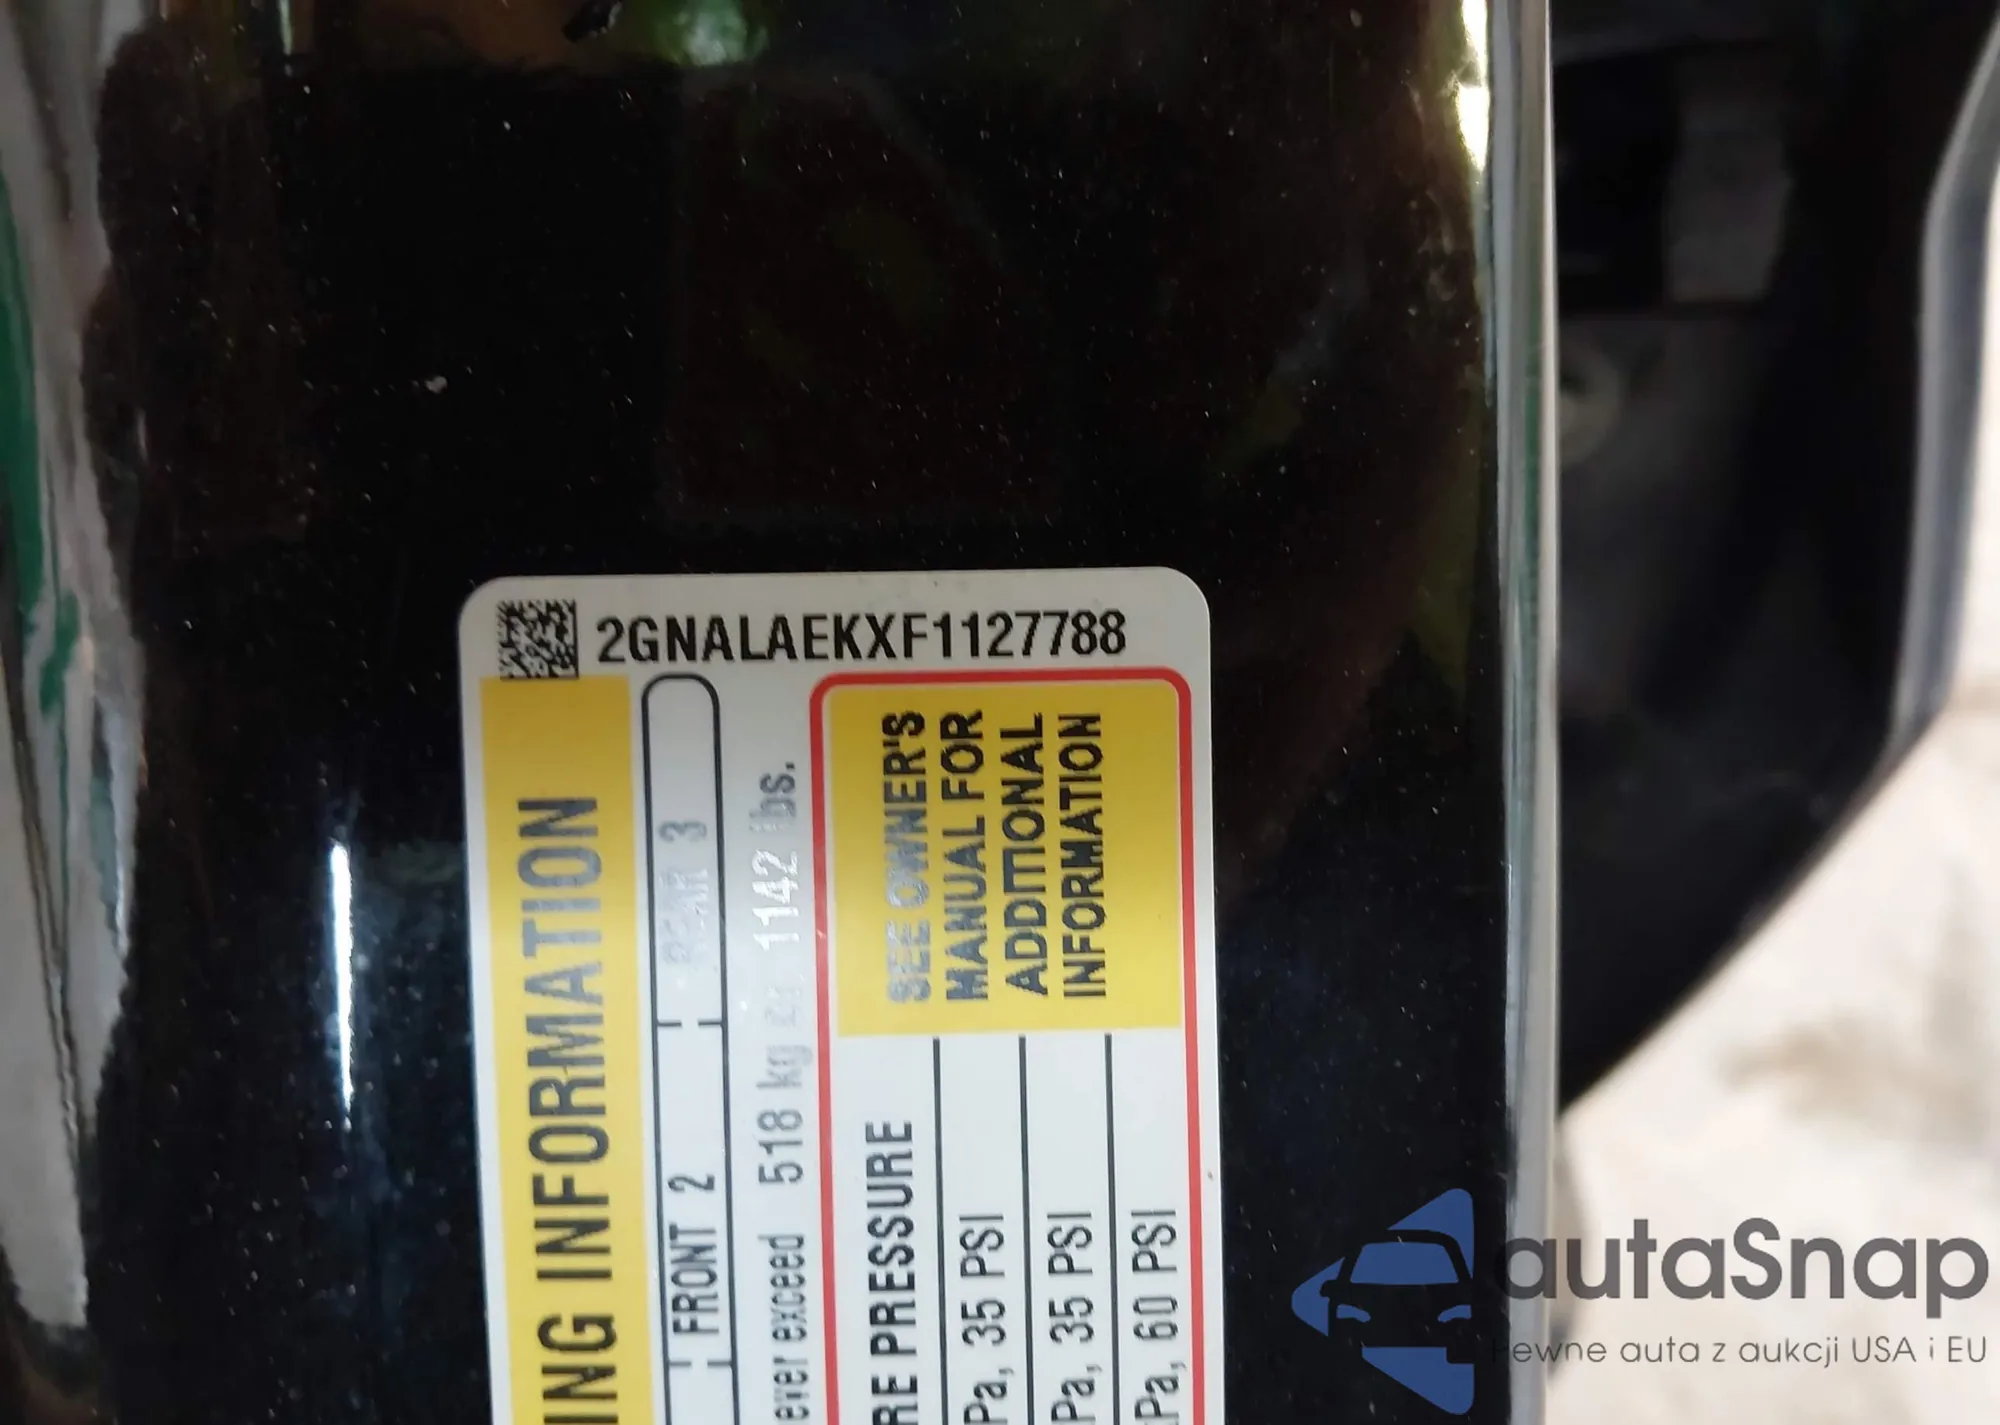 2GNALAEKXF1127788
ING INFORMATION
FRONT 2 REAR 3
ever exceed 518 kg or 1142 lbs.
RE PRESSURE
SEE OWNER'S
MANUAL FOR
ADDITIONAL
INFORMATION
Pa, 35 PSI
Pa, 35 PSI
kPa, 60 PSI
autaSnap
Pewne auta z aukcji USA i EU